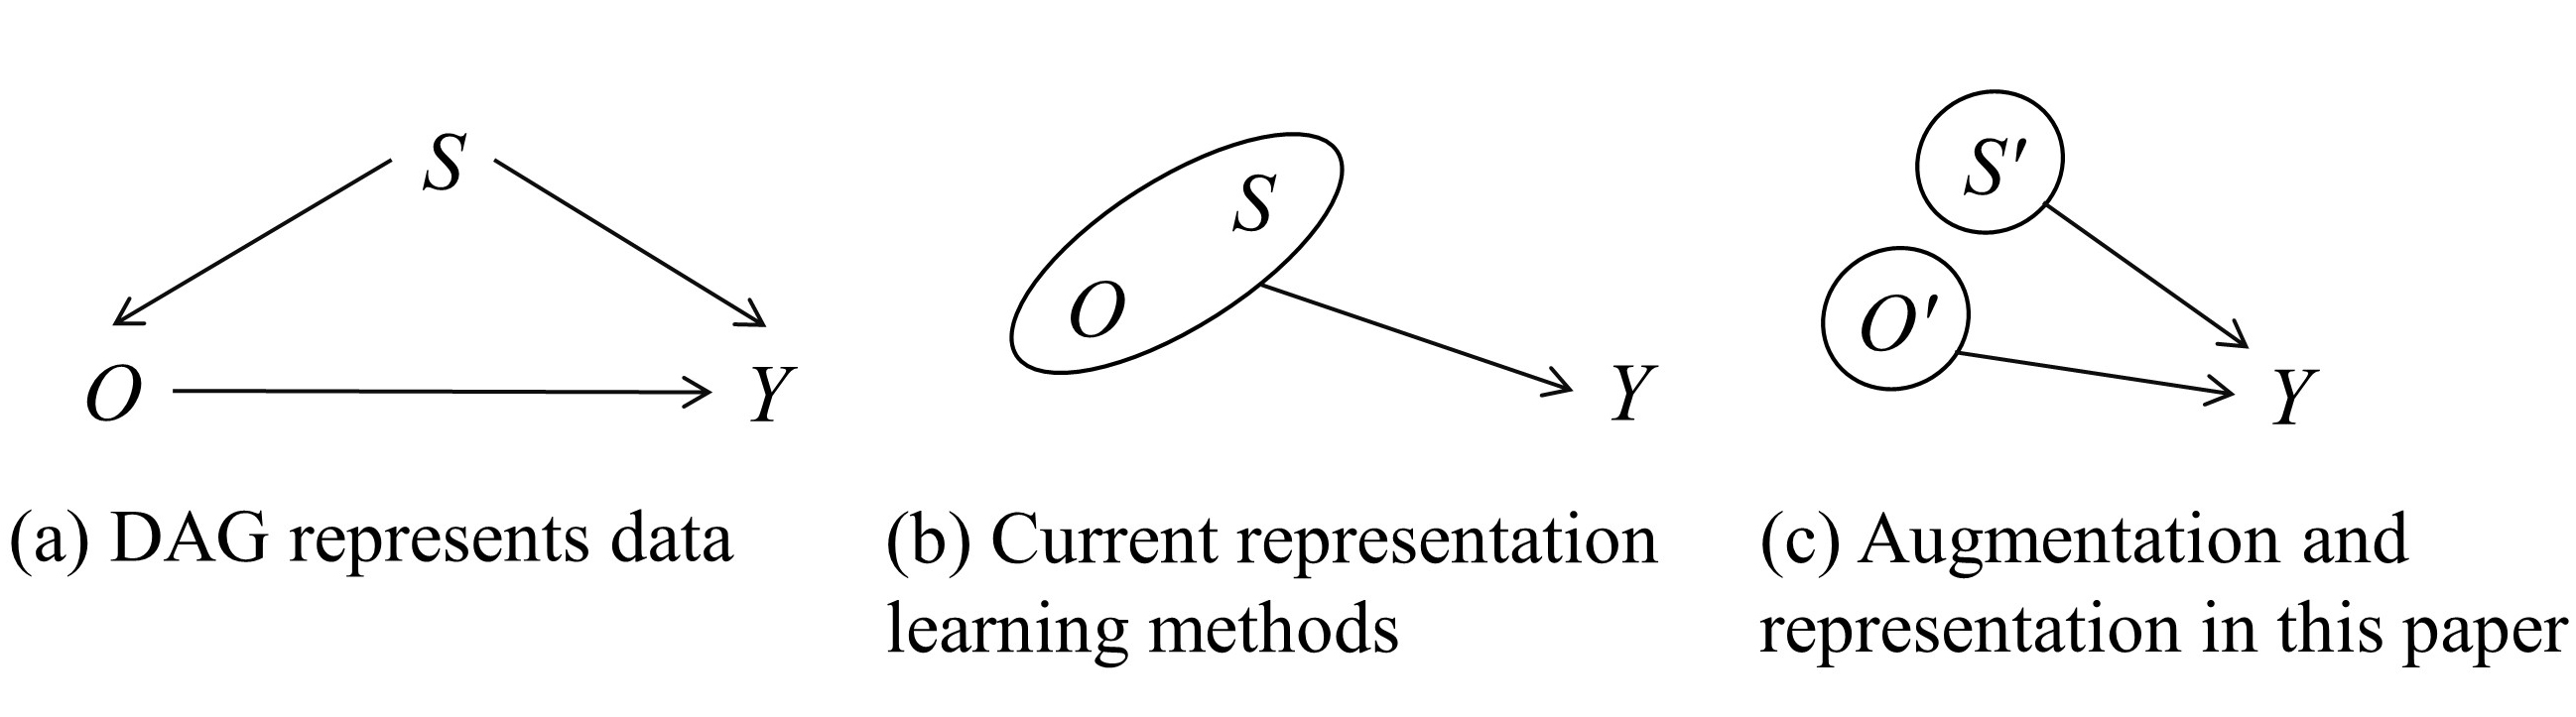 S
O
Y
(a) DAG represents data
S
O
Y
(b) Current representation
learning methods
S'
O'
Y
(c) Augmentation and
representation in this paper